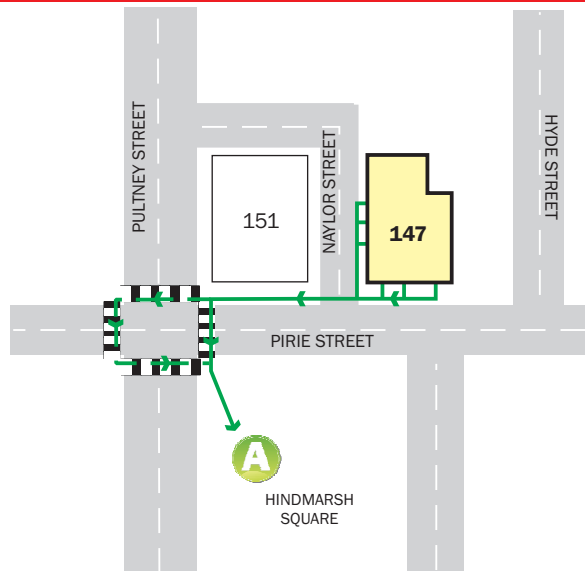 PULTNEY STREET
151
NAYLOR STREET
147
HYDE STREET
PIRIE STREET
A
HINDMARSH
SQUARE